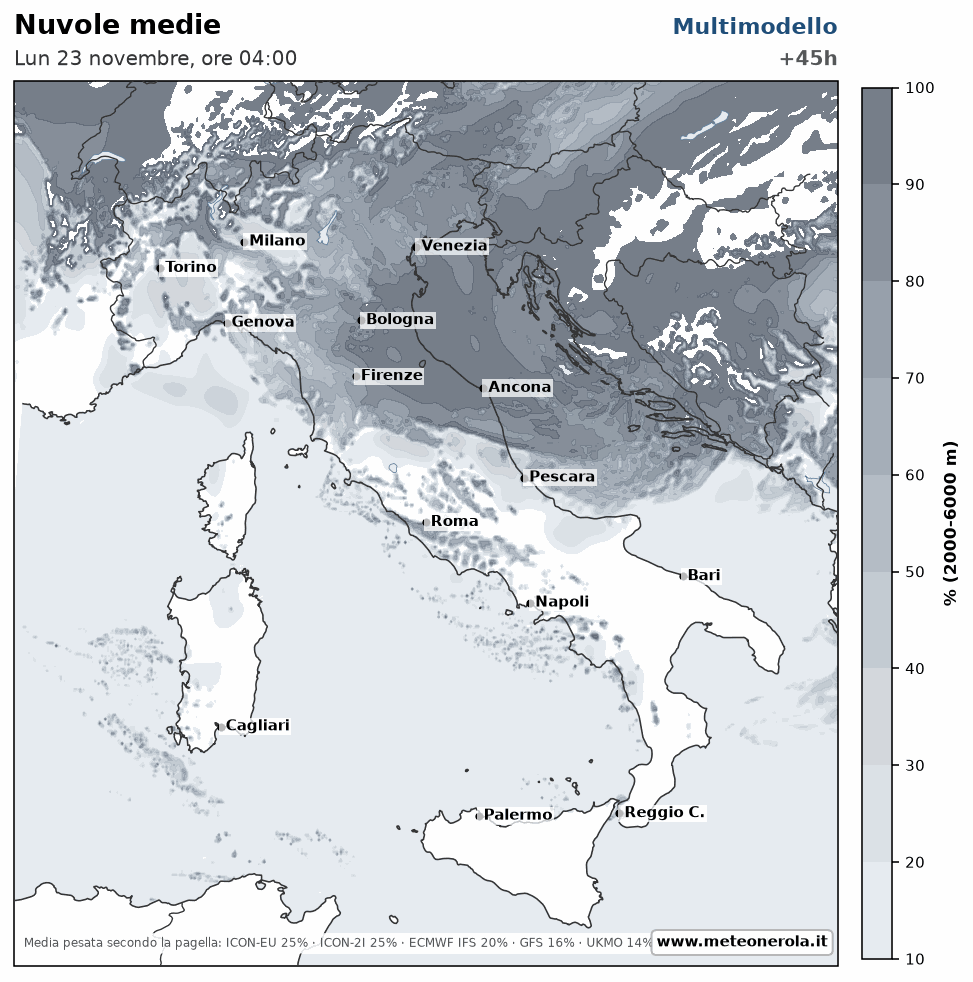 Nuvole medie
Multimodello
Lun 23 novembre, ore 04:00
+45h
100
90
80
70
60
50
40
30
20
10
% (2000-6000 m)
Milano
Venezia
Torino
Genova
Bologna
Firenze
Ancona
Pescara
Roma
Bari
Napoli
Cagliari
Palermo
Reggio C.
Media pesata secondo la pagella: ICON-EU 25% · ICON-2I 25% · ECMWF IFS 20% · GFS 16% · UKMO 14%
www.meteonerola.it